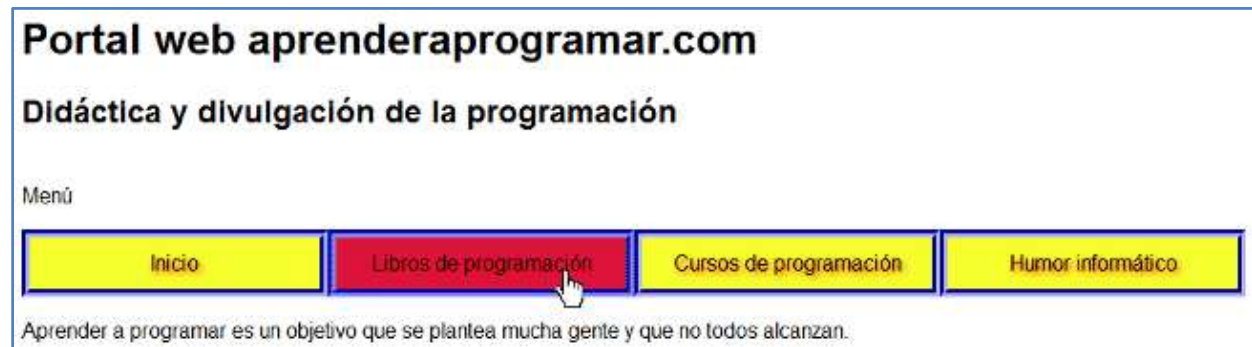 Portal web aprenderaprogramar.com
Didáctica y divulgación de la programación
Menú
Inicio Libros de programación Cursos de programación Humor informático
Aprender a programar es un objetivo que se plantea mucha gente y que no todos alcanzan.